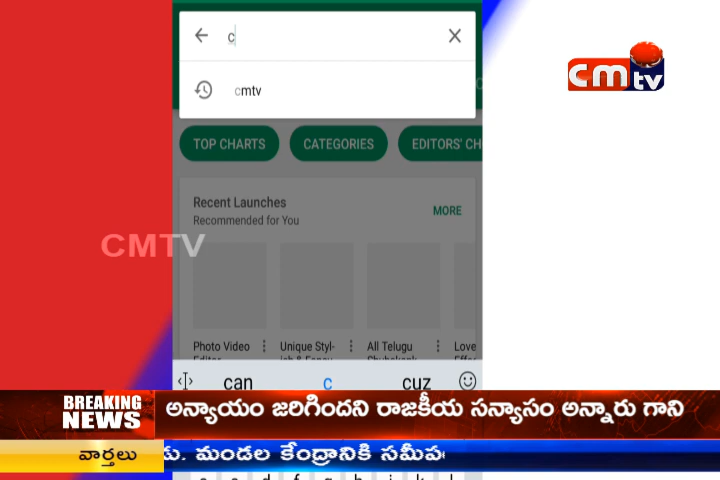 c
cmtv
cmtv
TOP CHARTS
CATEGORIES
EDITORS' CH
Recent Launches
Recommended for You
MORE
CMTV
Photo Video
Unique Styl-
All Telugu
Love
can
c
cuz
BREAKING
NEWS
అన్యాయం జరిగిందని రాజకీయ సన్యాసం అన్నారు గాని
వార్తలు
డు. మండల కేంద్రానికి సమీప